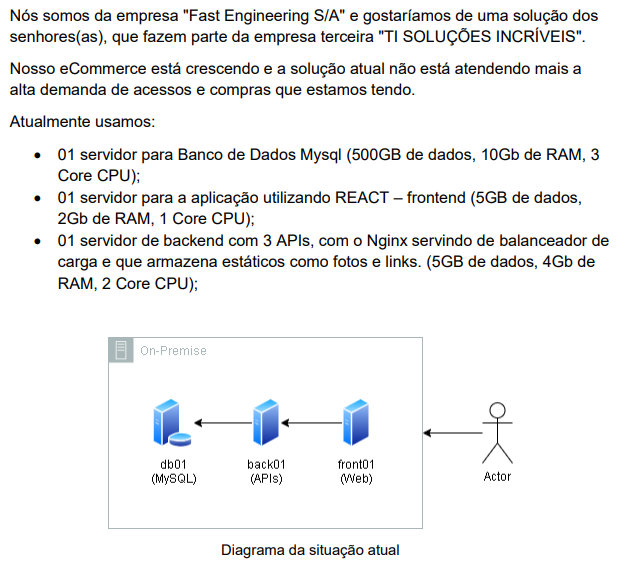 Nós somos da empresa "Fast Engineering S/A" e gostaríamos de uma solução dos
senhores(as), que fazem parte da empresa terceira "TI SOLUÇÕES INCRÍVEIS".
Nosso eCommerce está crescendo e a solução atual não está atendendo mais a
alta demanda de acessos e compras que estamos tendo.
Atualmente usamos:
• 01 servidor para Banco de Dados Mysql (500GB de dados, 10Gb de RAM, 3
Core CPU);
• 01 servidor para a aplicação utilizando REACT – frontend (5GB de dados,
2Gb de RAM, 1 Core CPU);
• 01 servidor de backend com 3 APIs, com o Nginx servindo de balanceador de
carga e que armazena estáticos como fotos e links. (5GB de dados, 4Gb de
RAM, 2 Core CPU);
On-Premise
db01
(MySQL)
back01
(APIs)
front01
(Web)
Actor
Diagrama da situação atual